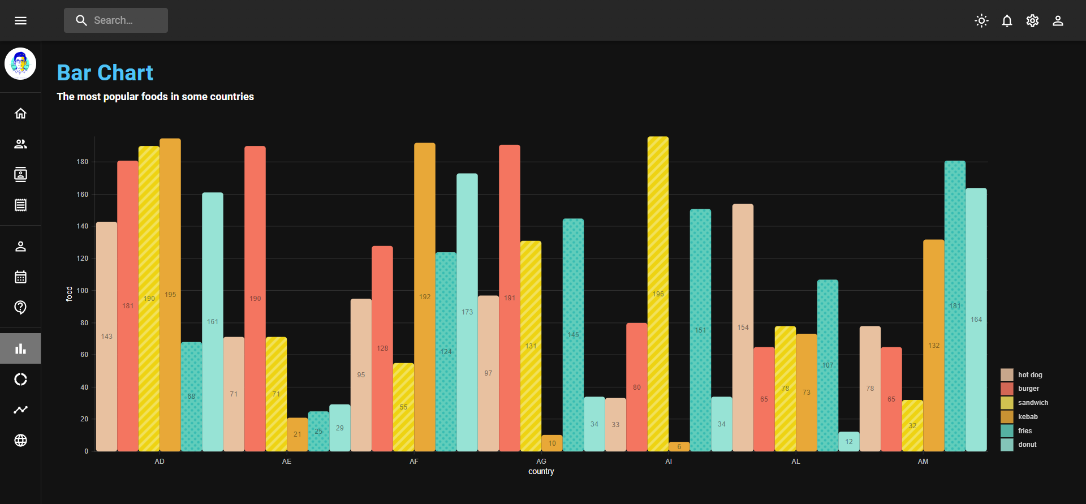 Search...
Bar Chart
The most popular foods in some countries
180
160
140
120
100
80
60
40
20
0
food
143
181
190
195
68
161
71
190
71
21
25
29
95
128
55
192
124
173
97
191
131
10
145
34
33
80
196
6
151
34
154
65
78
73
107
12
78
65
32
132
181
164
AD
AE
AF
AG
AI
AL
AM
country
hot dog
burger
sandwich
kebab
fries
donut